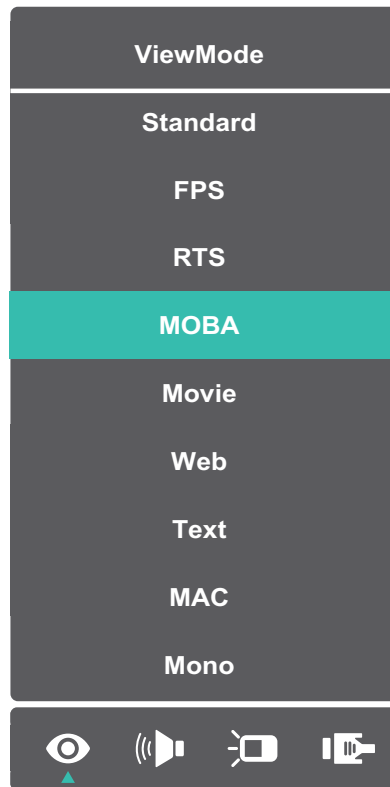 ViewMode
Standard
FPS
RTS
MOBA
Movie
Web
Text
MAC
Mono